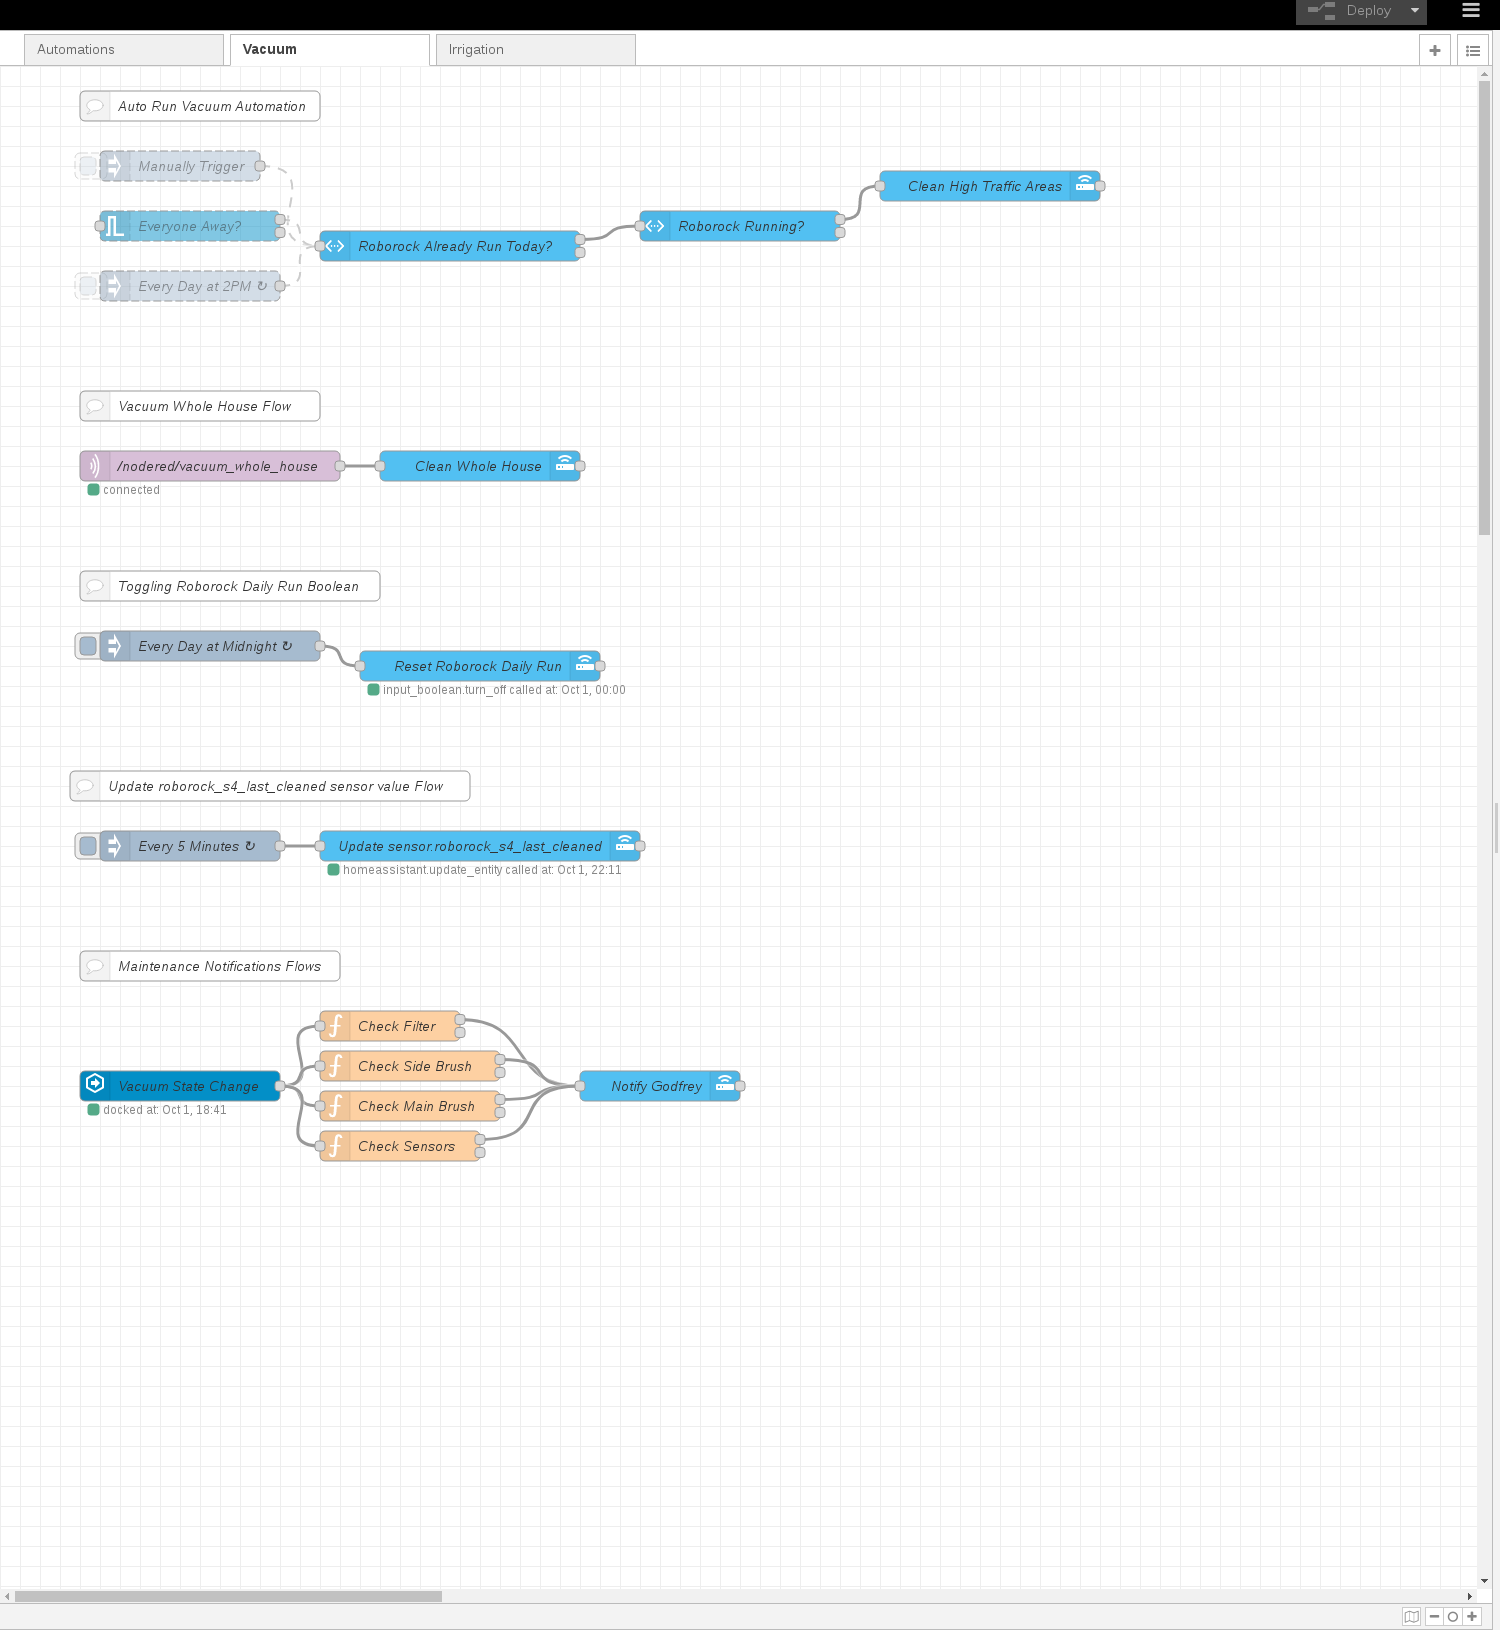 Deploy
Automations
Vacuum
Irrigation
Auto Run Vacuum Automation
Manually Trigger
Clean High Traffic Areas
Everyone Away?
Roborock Running?
Roborock Already Run Today?
Every Day at 2PM ↻
Vacuum Whole House Flow
/nodered/vacuum_whole_house
Clean Whole House
connected
Toggling Roborock Daily Run Boolean
Every Day at Midnight ↻
Reset Roborock Daily Run
input_boolean.turn_off called at: Oct 1, 00:00
Update roborock_s4_last_cleaned sensor value Flow
Every 5 Minutes ↻
Update sensor.roborock_s4_last_cleaned
homeassistant.update_entity called at: Oct 1, 22:11
Maintenance Notifications Flows
Check Filter
Check Side Brush
Vacuum State Change
Notify Godfrey
docked at: Oct 1, 18:41
Check Main Brush
Check Sensors